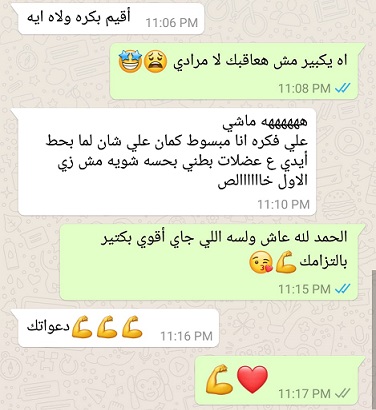 أقيم بكره ولاه ايه
11:06 PM
اه يكبير مش هعاقبك لا مرادي 😩🤩
11:08 PM
هههههههه ماشي
علي فكره انا مبسوط كمان علي شان لما بحط
أيدي ع عضلات بطني بحسه شويه مش زي
الاول خااااااالص
11:10 PM
الحمد لله عاش ولسه اللي جاي أقوي بكتير
بالتزامك💪😘
11:15 PM
💪💪💪دعواتك
11:16 PM
💪❤️
11:17 PM